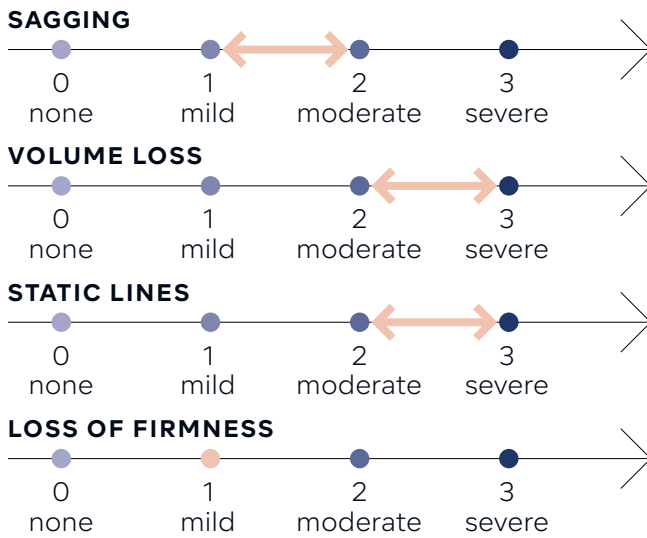 SAGGING
0 1 2 3
none mild moderate severe
VOLUME LOSS
0 1 2 3
none mild moderate severe
STATIC LINES
0 1 2 3
none mild moderate severe
LOSS OF FIRMNESS
0 1 2 3
none mild moderate severe